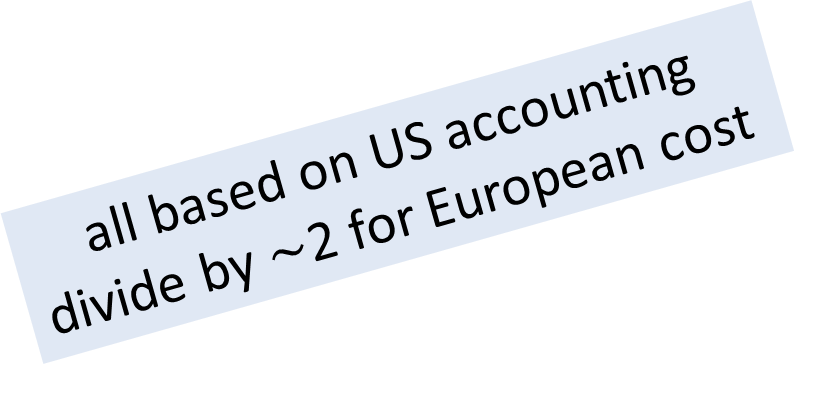 all based on US accounting
divide by ~2 for European cost